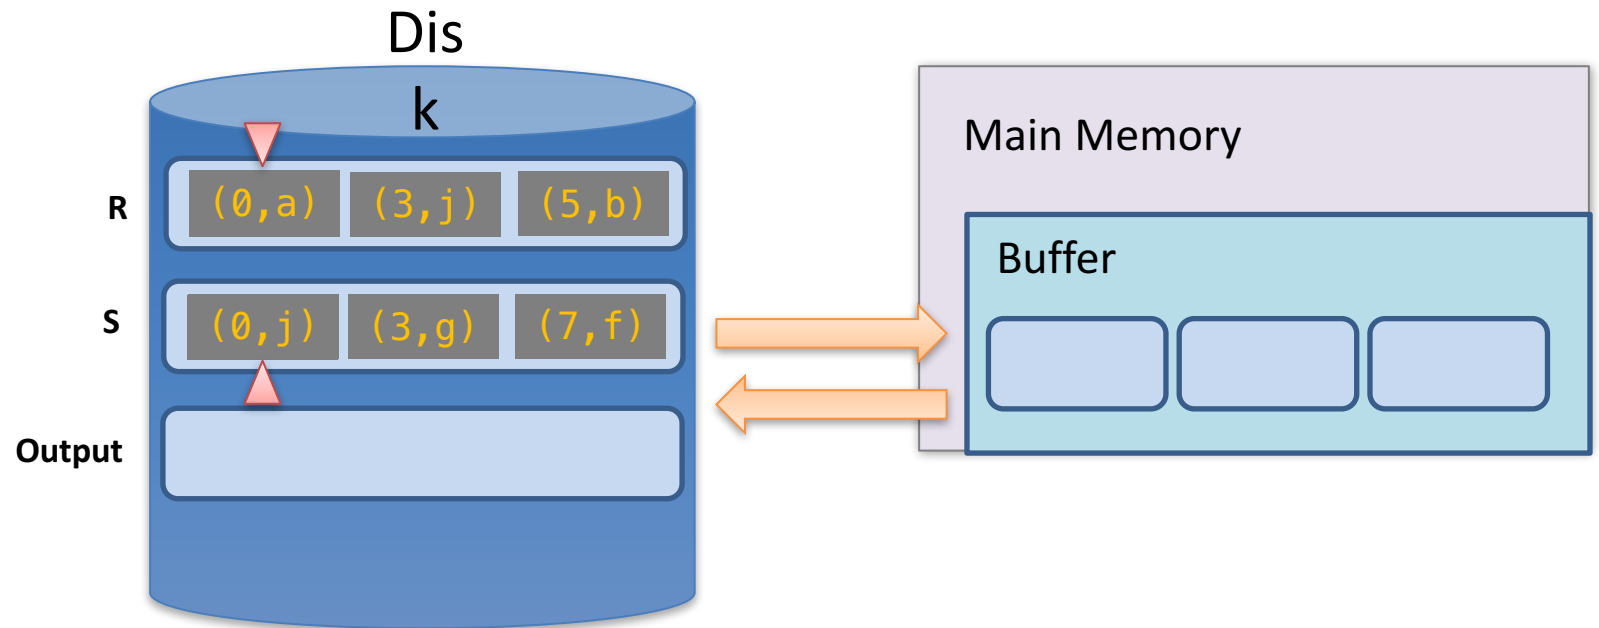 Dis
k
Main Memory
R (0,a) (3,j) (5,b)
Buffer
S (0,j) (3,g) (7,f)
Output